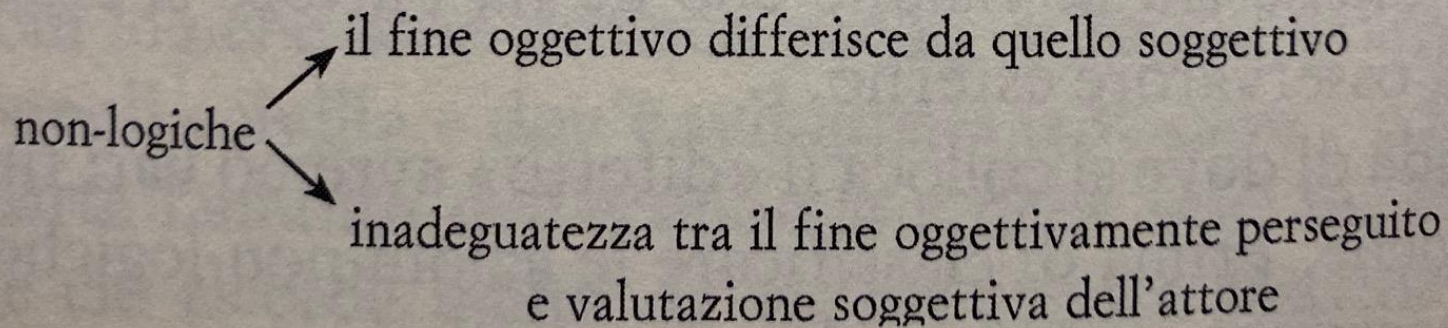 il fine oggettivo differisce da quello soggettivo
non-logiche
inadeguatezza tra il fine oggettivamente perseguito
e valutazione soggettiva dell'attore